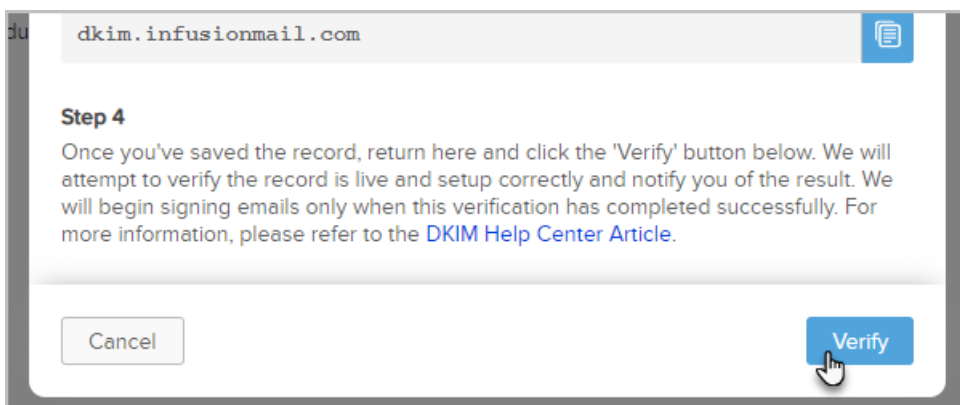 du
dkim.infusionmail.com
Step 4
Once you've saved the record, return here and click the 'Verify' button below. We will
attempt to verify the record is live and setup correctly and notify you of the result. We
will begin signing emails only when this verification has completed successfully. For
more information, please refer to the DKIM Help Center Article.
Cancel
Verify